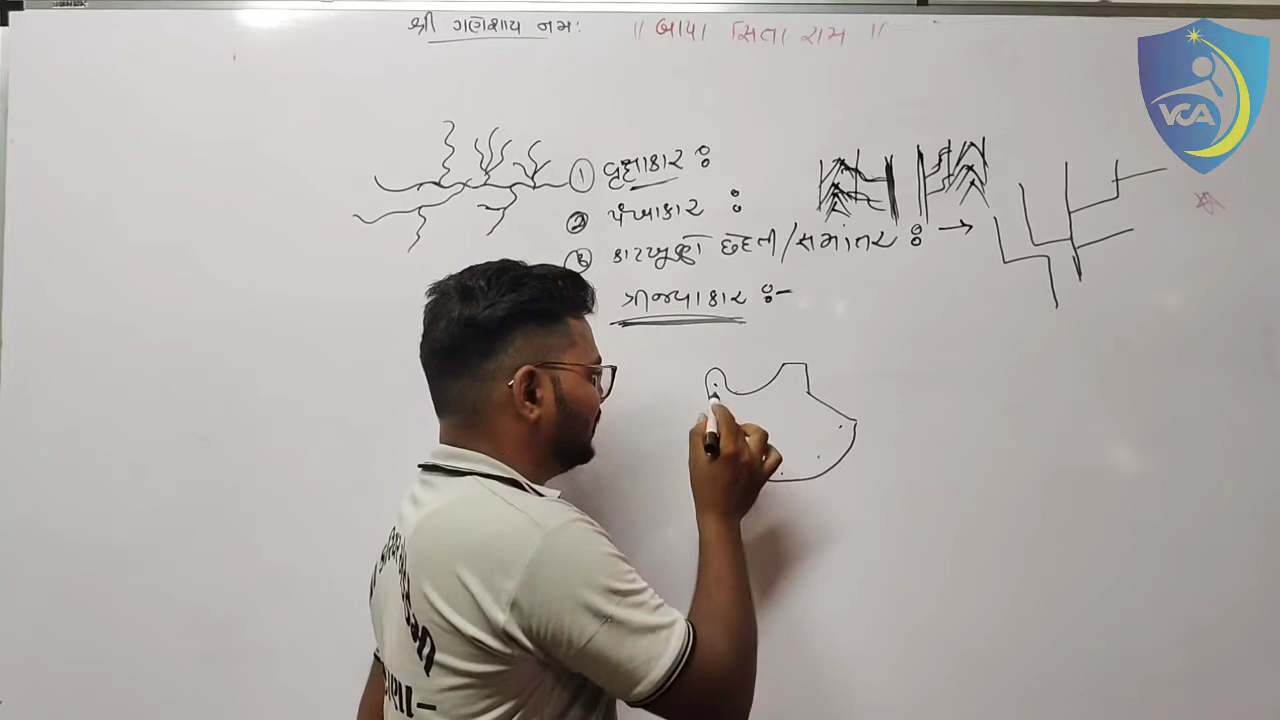 શ્રી ગણેશાય નમઃ
॥ બાપા સિતા રામ ॥
VCA
① વૃક્ષાકાર :
② પંખાકાર :
③ કાટખૂણે છેદતી/સમાંતર : →
ત્રીજ્યાકાર :-